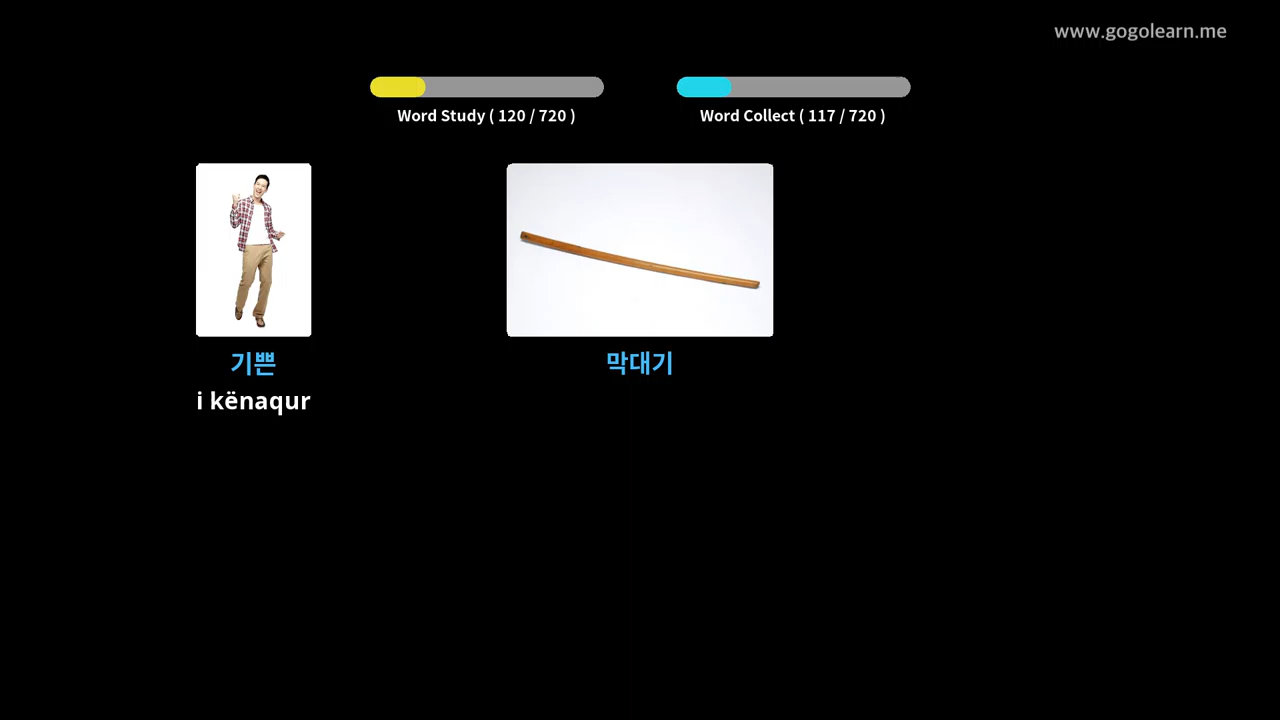 www.gogolearn.me
Word Study ( 120 / 720 )
Word Collect ( 117 / 720 )
기쁜
막대기
i kënaqur